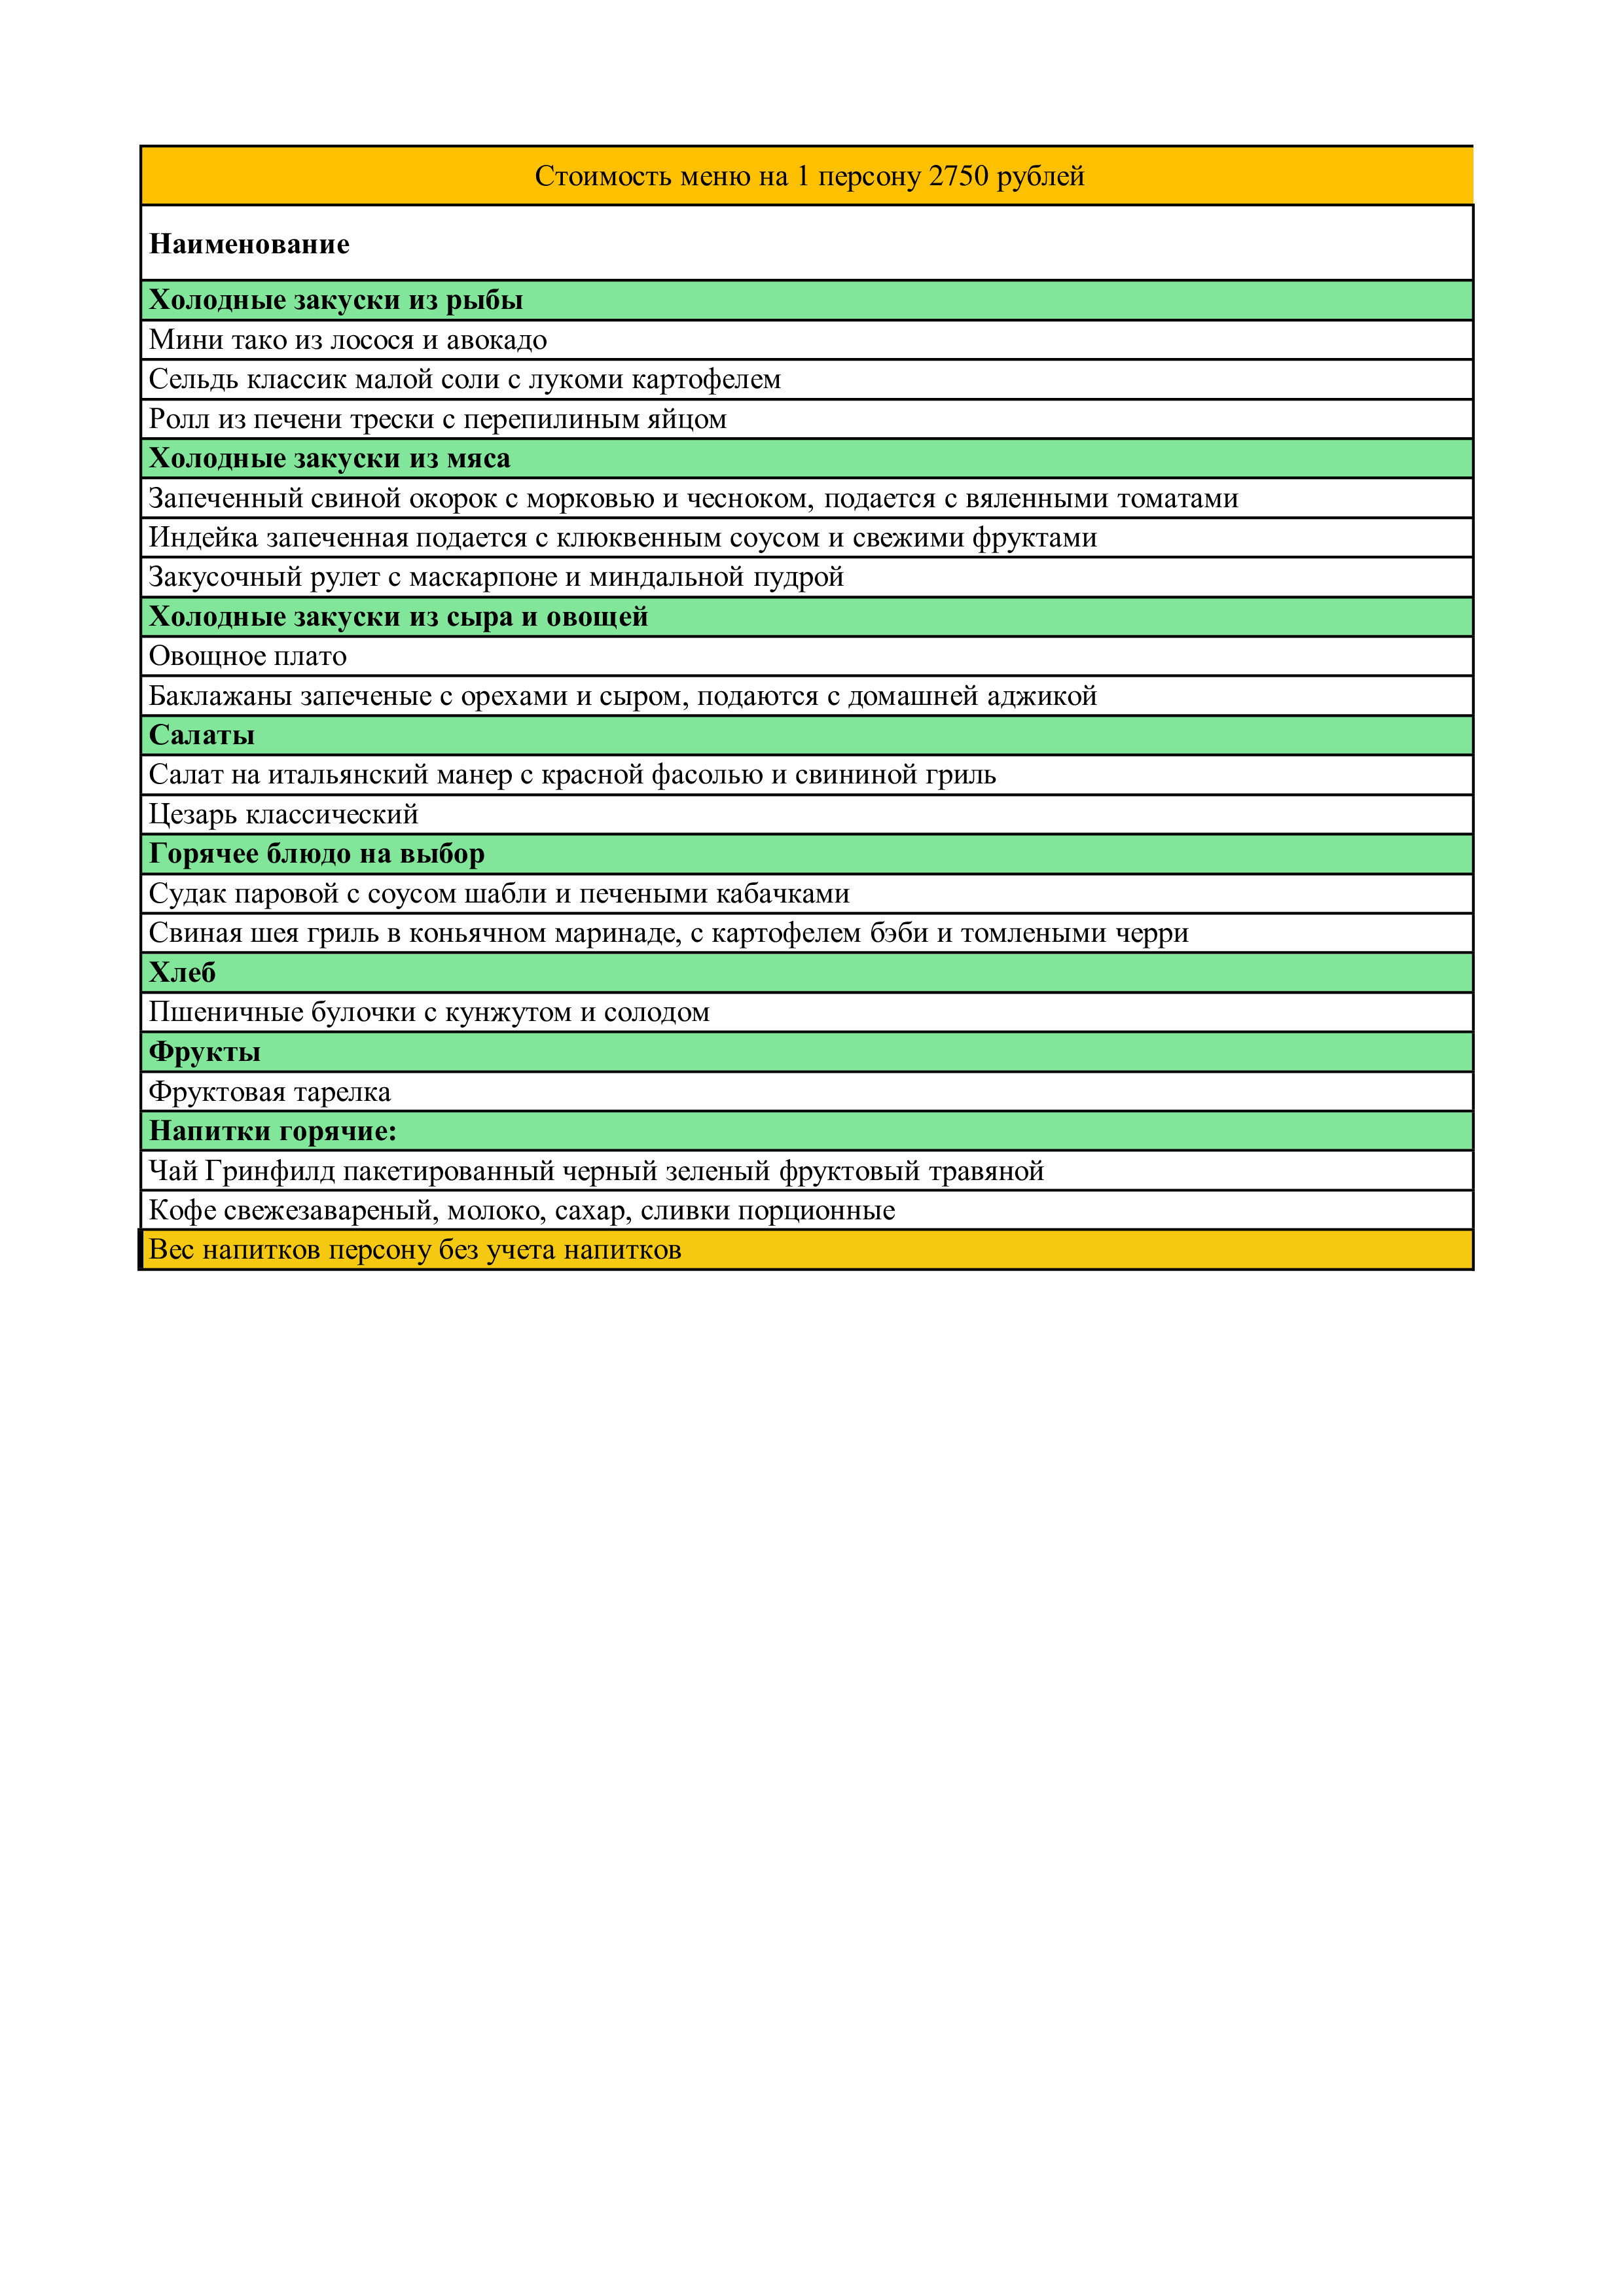 Стоимость меню на 1 персону 2750 рублей
Наименование
Холодные закуски из рыбы
Мини тако из лосося и авокадо
Сельдь классик малой соли с лукоми картофелем
Ролл из печени трески с перепилиным яйцом
Холодные закуски из мяса
Запеченный свиной окорок с морковью и чесноком, подается с вяленными томатами
Индейка запеченная подается с клюквенным соусом и свежими фруктами
Закусочный рулет с маскарпоне и миндальной пудрой
Холодные закуски из сыра и овощей
Овощное плато
Баклажаны запеченые с орехами и сыром, подаются с домашней аджикой
Салаты
Салат на итальянский манер с красной фасолью и свининой гриль
Цезарь классический
Горячее блюдо на выбор
Судак паровой с соусом шабли и печеными кабачками
Свиная шея гриль в коньячном маринаде, с картофелем бэби и томлеными черри
Хлеб
Пшеничные булочки с кунжутом и солодом
Фрукты
Фруктовая тарелка
Напитки горячие:
Чай Гринфилд пакетированный черный зеленый фруктовый травяной
Кофе свежезавареный, молоко, сахар, сливки порционные
Вес напитков персону без учета напитков